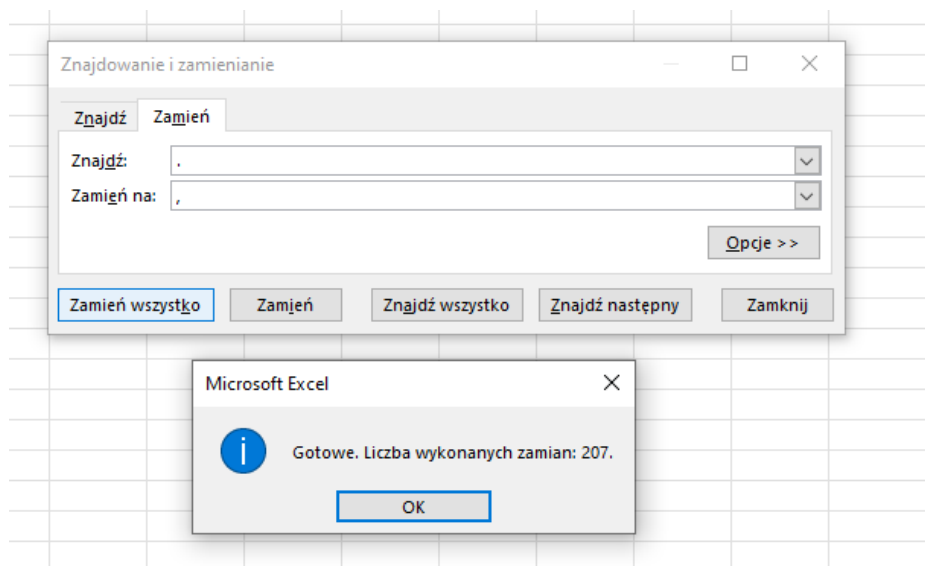 Znajdowanie i zamienianie
Znajdź Zamień
Znajdź: .
Zamień na: ,
Opcje >>
Zamień wszystko Zamień Znajdź wszystko Znajdź następny Zamknij
Microsoft Excel
Gotowe. Liczba wykonanych zamian: 207.
OK